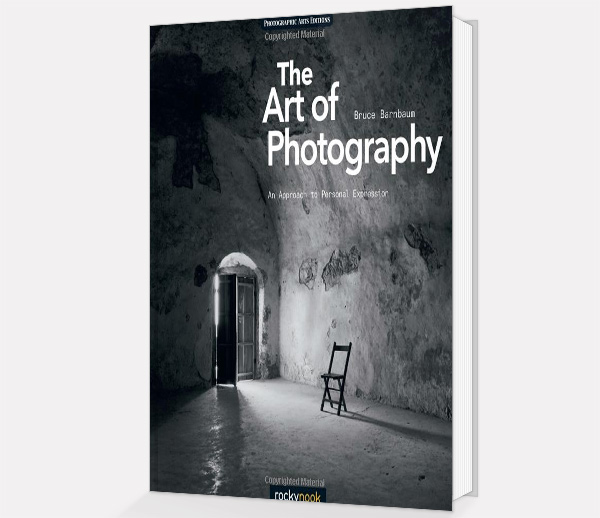 PHOTOGRAPHIC ARTS EDITIONS
Copyrighted Material
The
Art of
Bruce Barnbaum
Photography
An Approach to Personal Expression
Copyrighted Material
rockynook